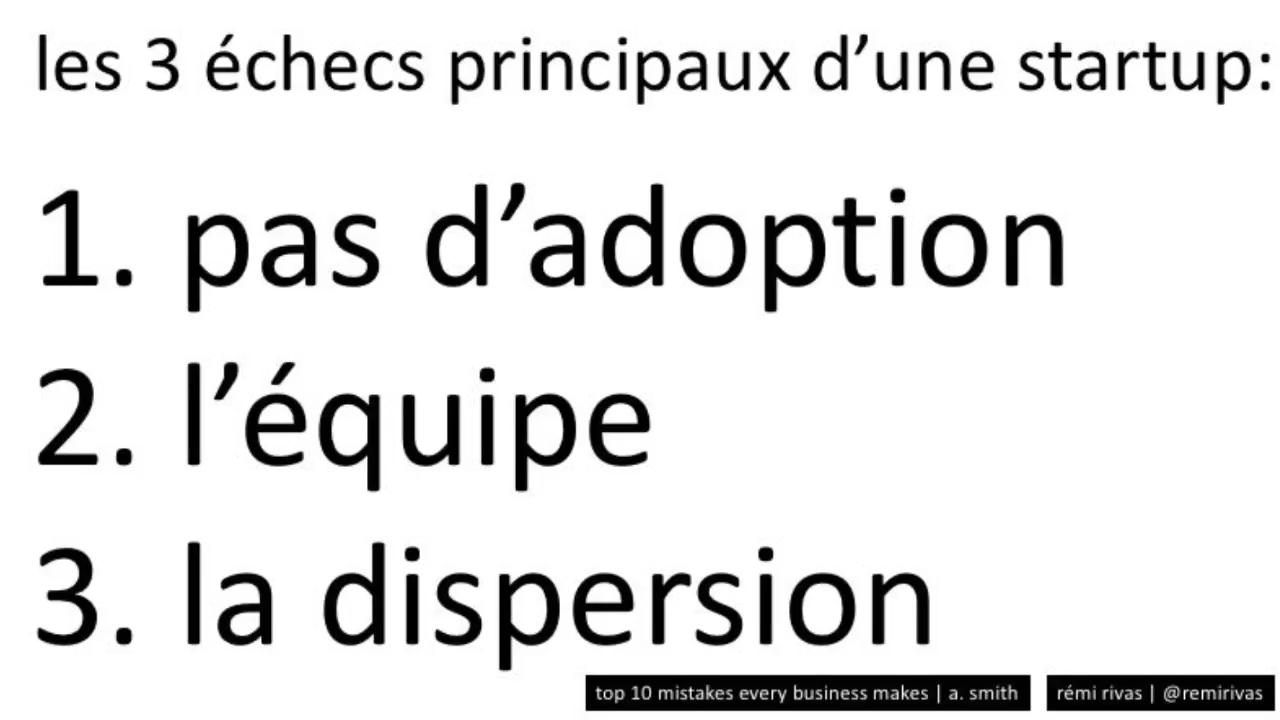 les 3 échecs principaux d’une startup:
1. pas d’adoption
2. l’équipe
3. la dispersion
top 10 mistakes every business makes | a. smith
rémi rivas | @remirivas